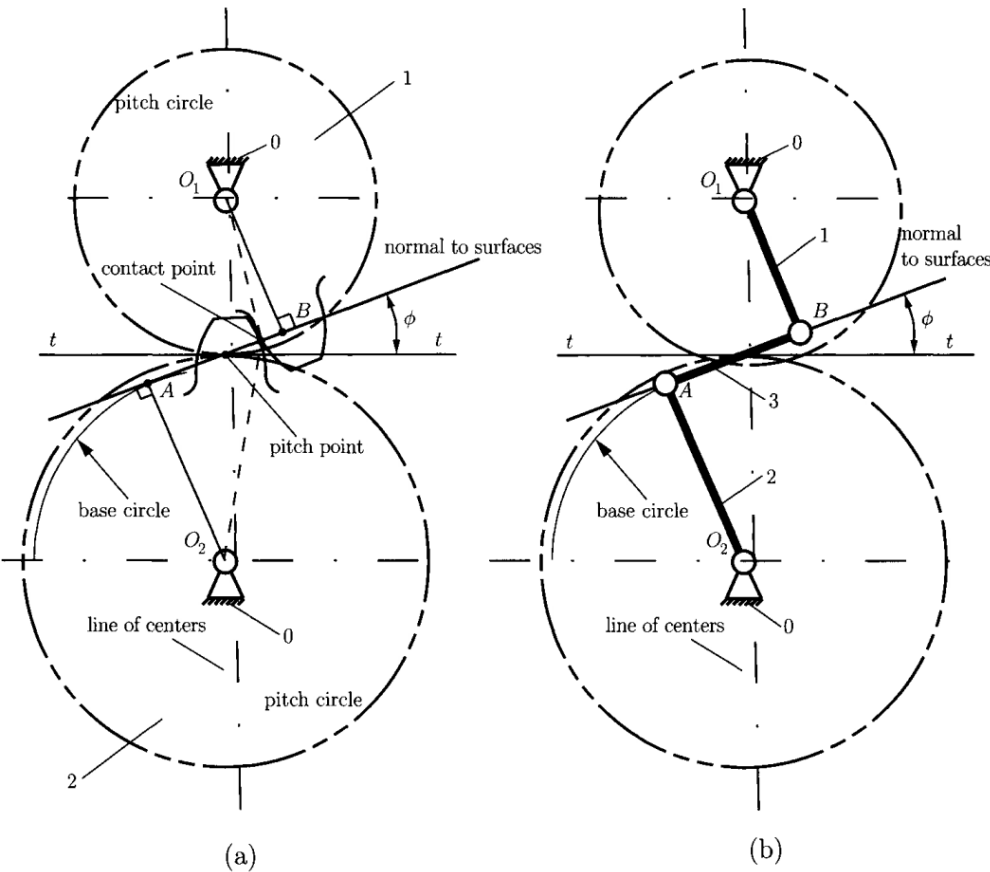 1
pitch circle
0
O₁
normal to surfaces
contact point
B
ϕ
t
t
A
pitch point
base circle
O₂
line of centers
0
pitch circle
2
(a)
0
O₁
1
normal
to surfaces
B
ϕ
t
t
A
3
2
base circle
O₂
line of centers
0
(b)